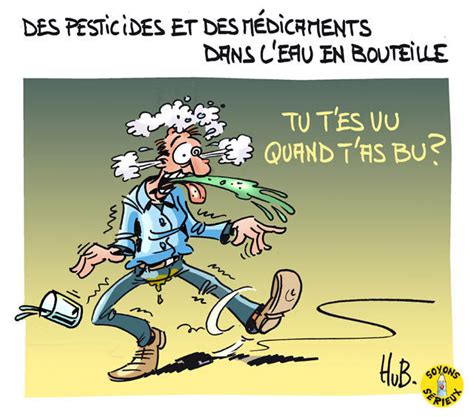 DES PESTICIDES ET DES MÉDICAMENTS
DANS L'EAU EN BOUTEILLE
TU T'ES VU
QUAND T'AS BU?
HUB.
SOYONS
SÉRIEUX